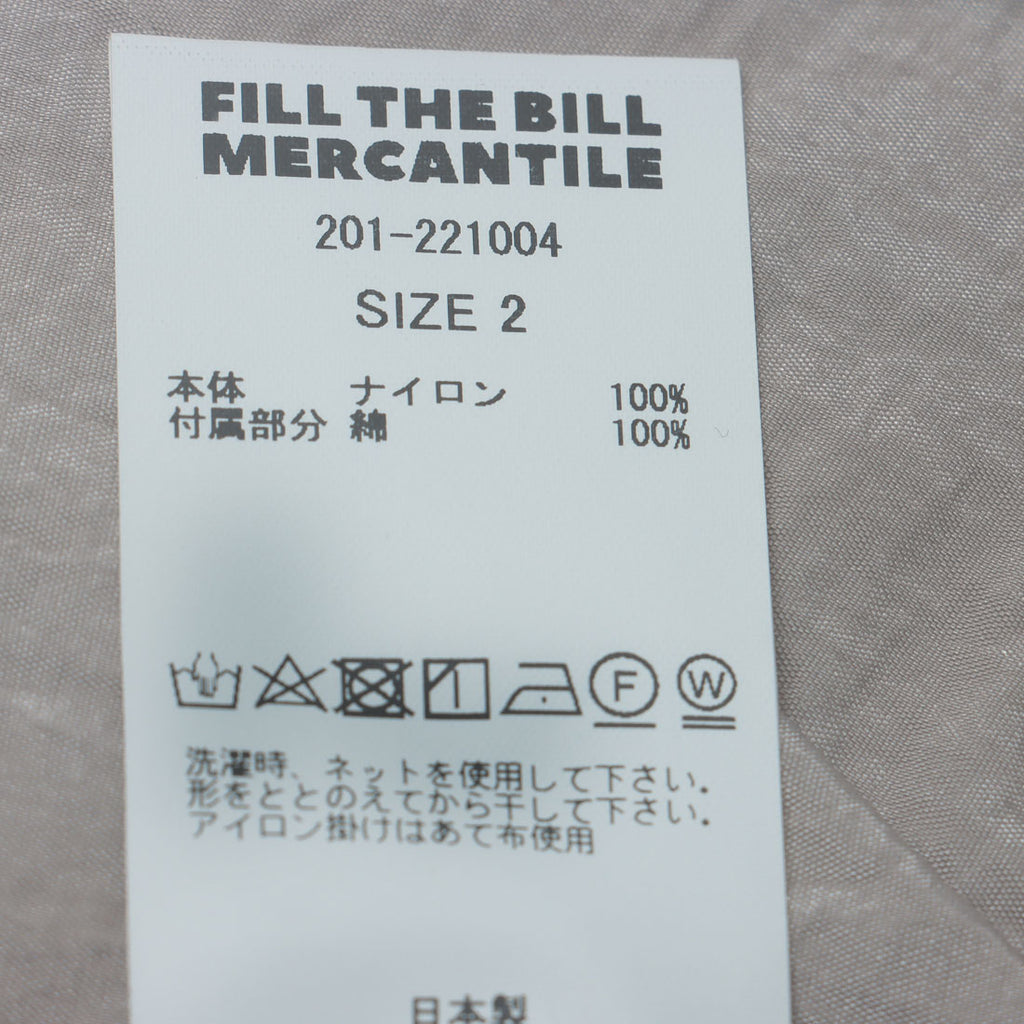 FILL THE BILL
MERCANTILE
201-221004
SIZE 2
本体 ナイロン 100%
付属部分 綿 100%
F W
洗濯時、ネットを使用して下さい.
形をととのえてから干して下さい.
アイロン掛けはあて布使用
日本製